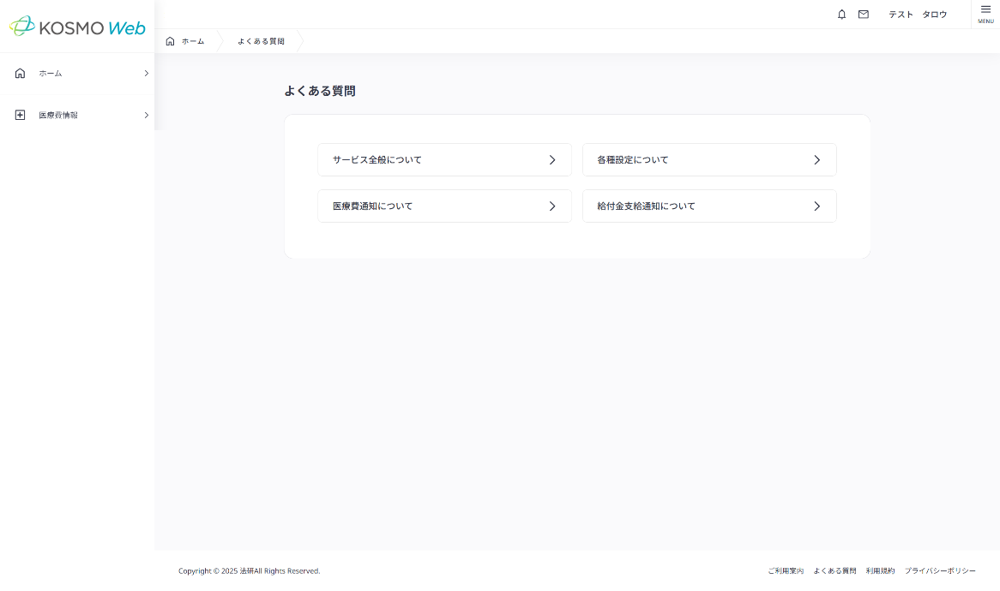 KOSMO Web
テスト　タロウ
MENU
ホーム
よくある質問
ホーム
医療費情報
よくある質問
サービス全般について
各種設定について
医療費通知について
給付金支給通知について
Copyright © 2025 法研All Rights Reserved.
ご利用案内 よくある質問 利用規約 プライバシーポリシー